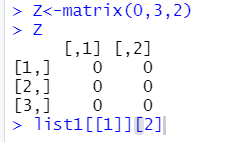 > Z<-matrix(0,3,2)
> Z
     [,1] [,2]
[1,]    0    0
[2,]    0    0
[3,]    0    0
> list1[[1]][2]